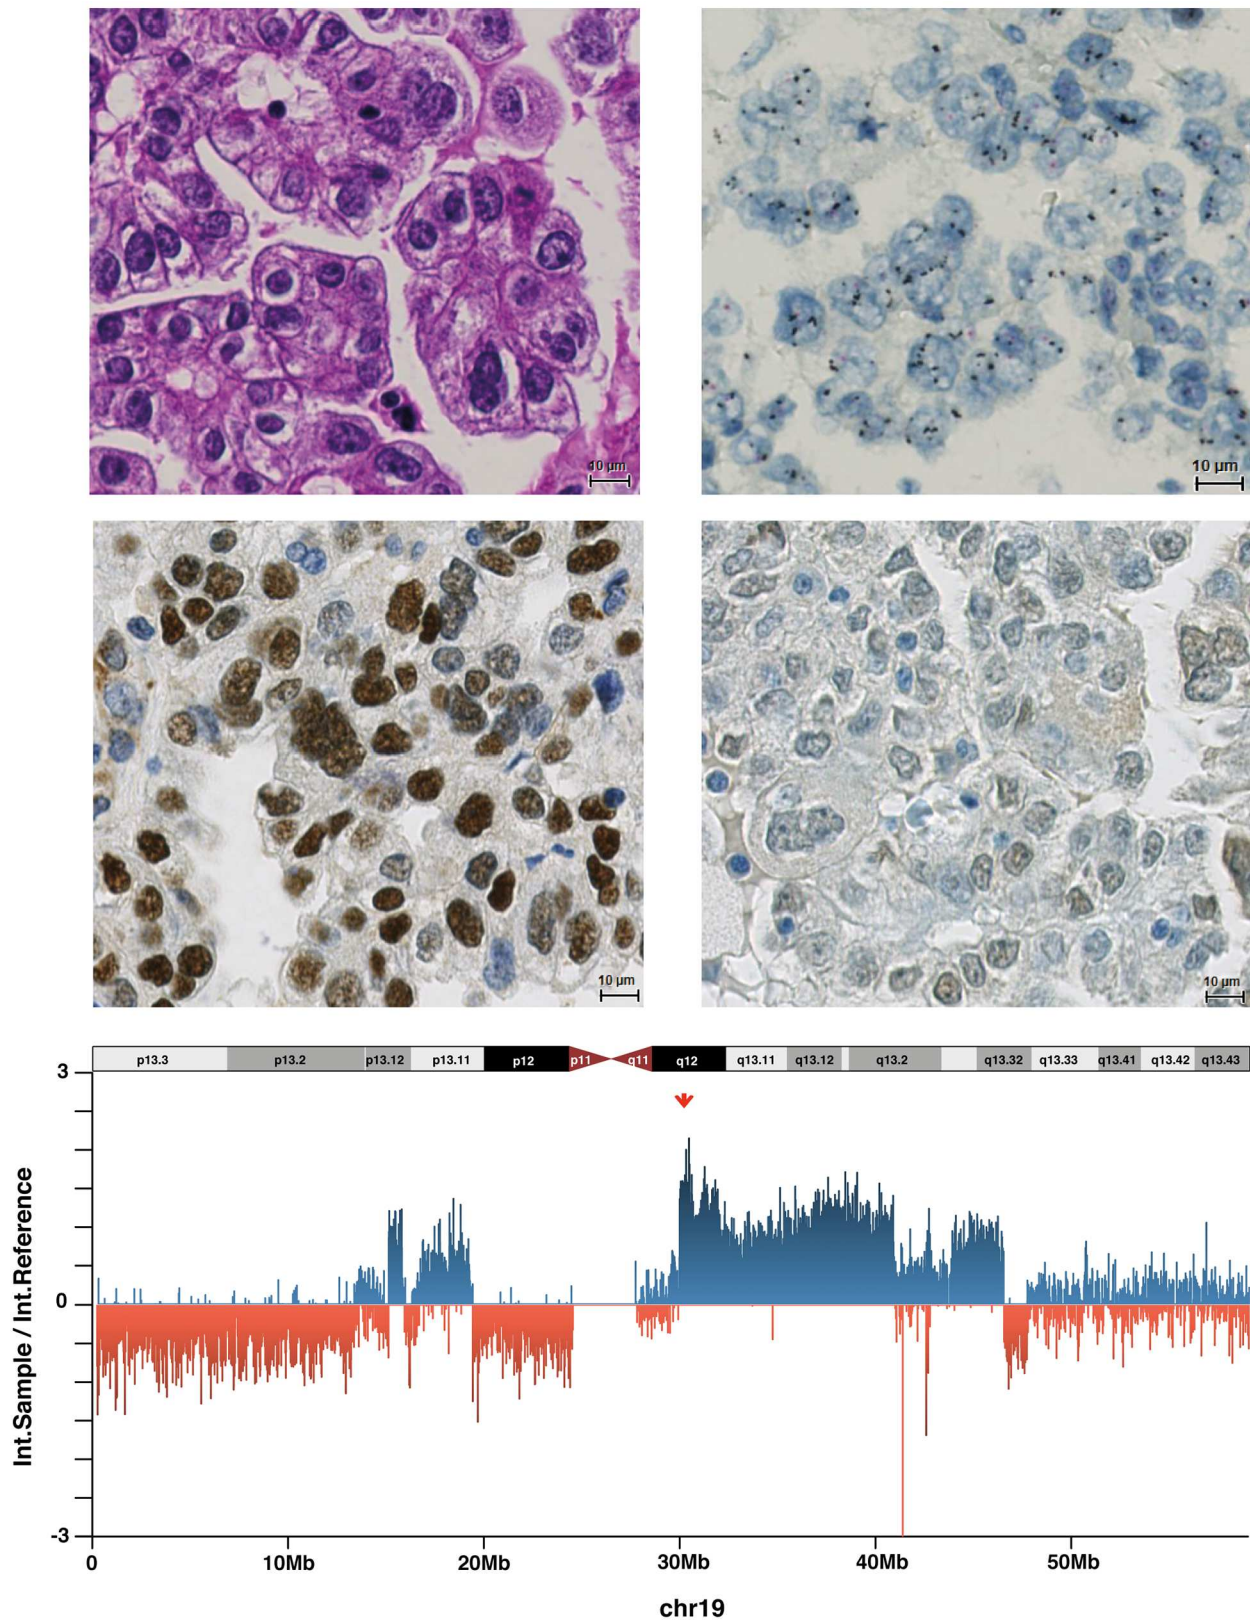 10 µm
10 µm
10 µm
10 µm
p13.3 p13.2 p13.12 p13.11 p12 p11 q11 q12 q13.11 q13.12 q13.2 q13.32 q13.33 q13.41 q13.42 q13.43
3
0
-3
Int.Sample / Int.Reference
0 10Mb 20Mb 30Mb 40Mb 50Mb
chr19